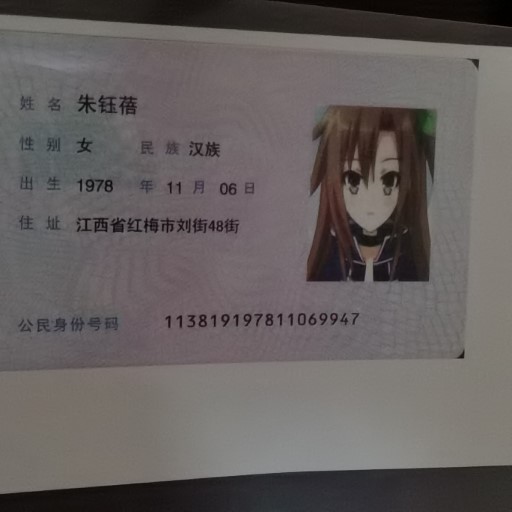 姓名 朱钰蓓
性别 女 民族 汉族
出生 1978 年 11 月 06 日
住址 江西省红梅市刘街48街
公民身份号码 113819197811069947